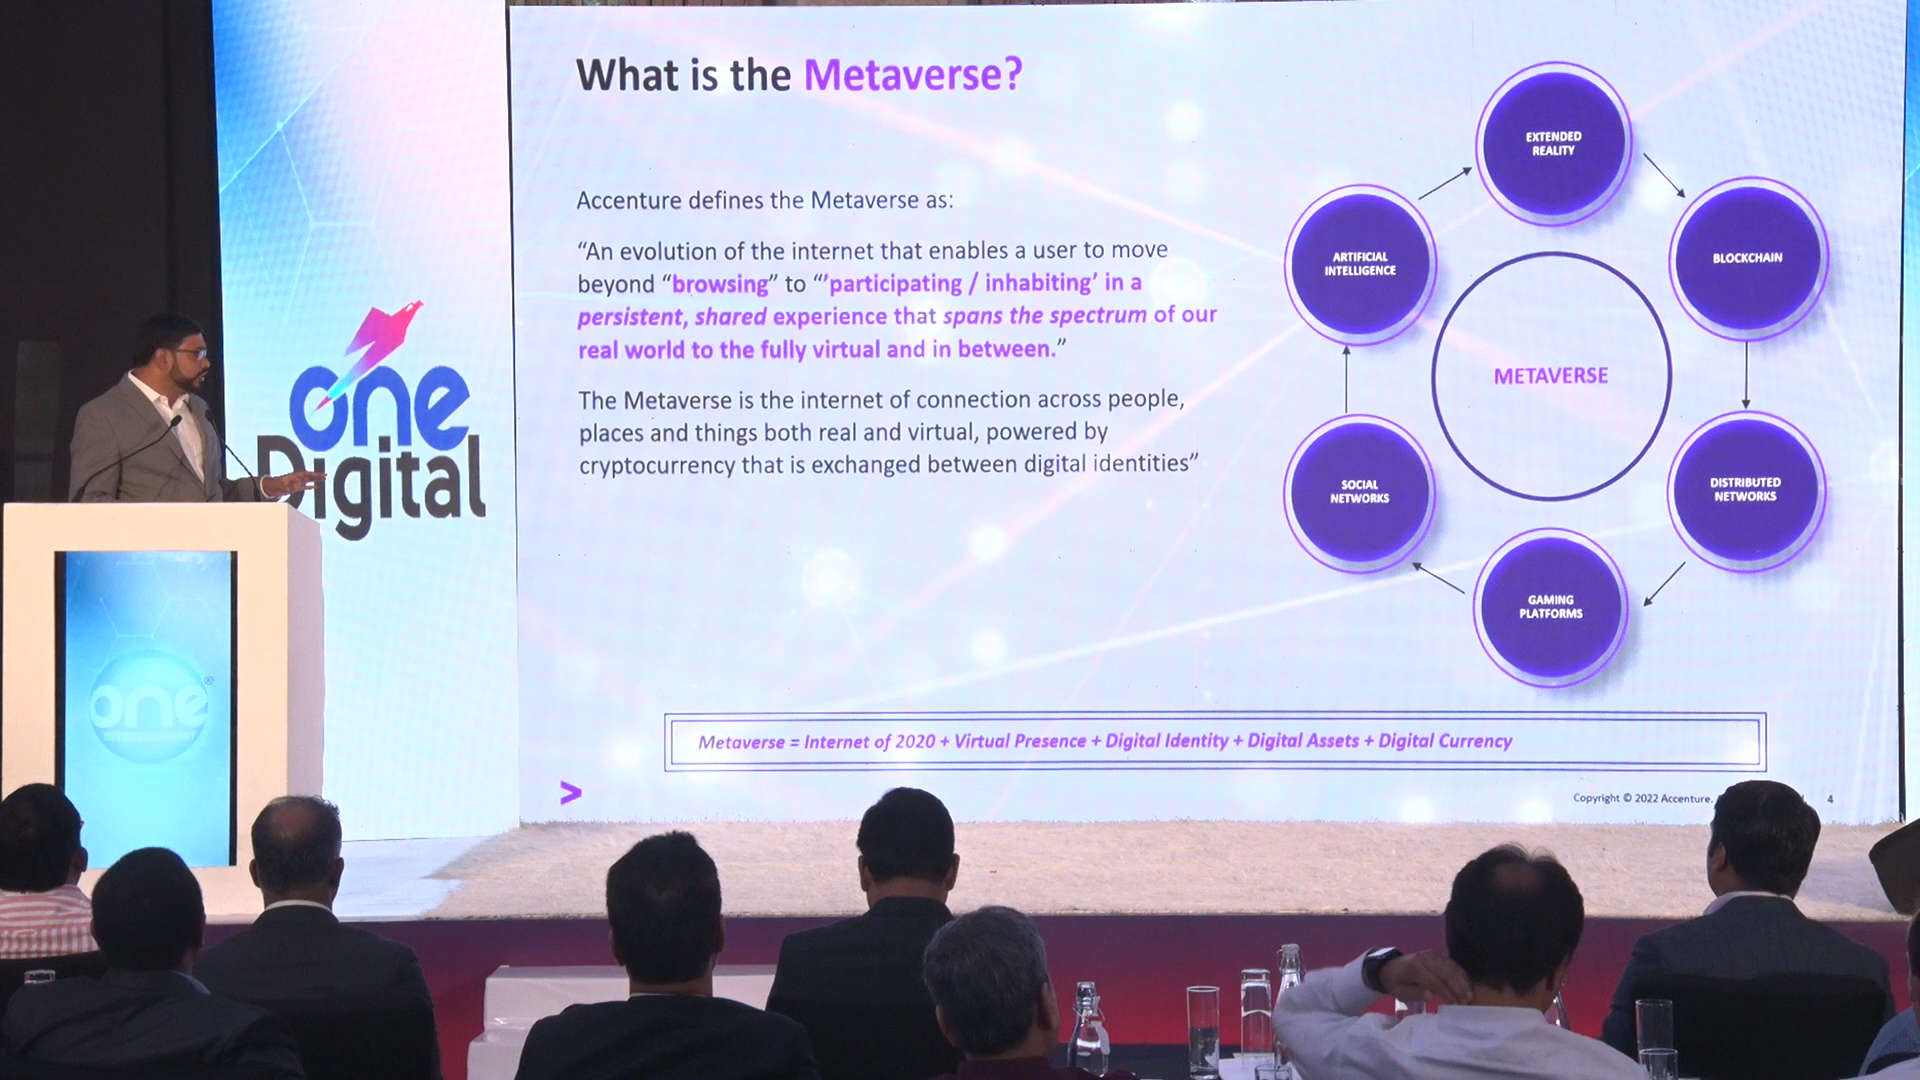 What is the Metaverse?
Accenture defines the Metaverse as:
“An evolution of the internet that enables a user to move
beyond “browsing” to “’participating / inhabiting’ in a
persistent, shared experience that spans the spectrum of our
real world to the fully virtual and in between.”
The Metaverse is the internet of connection across people,
places and things both real and virtual, powered by
cryptocurrency that is exchanged between digital identities”
EXTENDED
REALITY
BLOCKCHAIN
DISTRIBUTED
NETWORKS
GAMING
PLATFORMS
SOCIAL
NETWORKS
ARTIFICIAL
INTELLIGENCE
METAVERSE
Metaverse = Internet of 2020 + Virtual Presence + Digital Identity + Digital Assets + Digital Currency
>
Copyright © 2022 Accenture.
4
one
Digital
one®